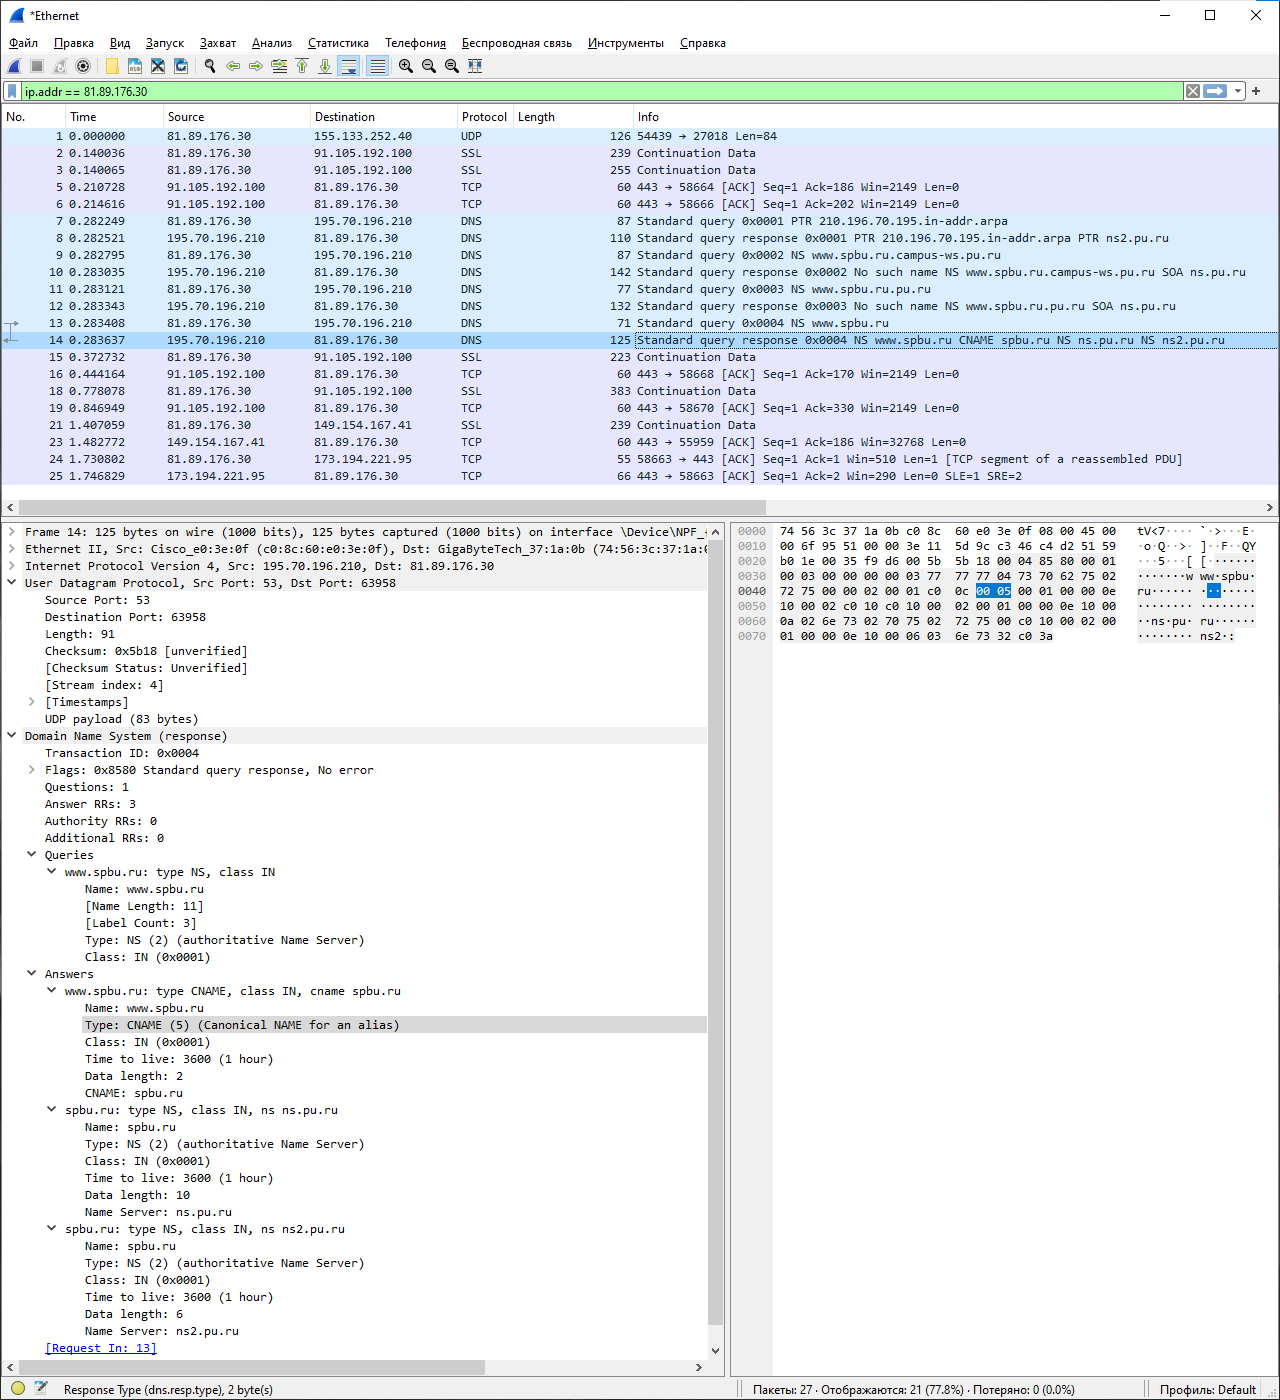 *Ethernet
Файл Правка Вид Запуск Захват Анализ Статистика Телефония Беспроводная связь Инструменты Справка
ip.addr == 81.89.176.30
No. Time Source Destination Protocol Length Info
1 0.000000 81.89.176.30 155.133.252.40 UDP 126 54439 → 27018 Len=84
2 0.140036 81.89.176.30 91.105.192.100 SSL 239 Continuation Data
3 0.140065 81.89.176.30 91.105.192.100 SSL 255 Continuation Data
5 0.210728 91.105.192.100 81.89.176.30 TCP 60 443 → 58664 [ACK] Seq=1 Ack=186 Win=2149 Len=0
6 0.214616 91.105.192.100 81.89.176.30 TCP 60 443 → 58666 [ACK] Seq=1 Ack=202 Win=2149 Len=0
7 0.282249 81.89.176.30 195.70.196.210 DNS 87 Standard query 0x0001 PTR 210.196.70.195.in-addr.arpa
8 0.282521 195.70.196.210 81.89.176.30 DNS 110 Standard query response 0x0001 PTR 210.196.70.195.in-addr.arpa PTR ns2.pu.ru
9 0.282795 81.89.176.30 195.70.196.210 DNS 87 Standard query 0x0002 NS www.spbu.ru.campus-ws.pu.ru
10 0.283035 195.70.196.210 81.89.176.30 DNS 142 Standard query response 0x0002 No such name NS www.spbu.ru.campus-ws.pu.ru SOA ns.pu.ru
11 0.283121 81.89.176.30 195.70.196.210 DNS 77 Standard query 0x0003 NS www.spbu.ru.pu.ru
12 0.283343 195.70.196.210 81.89.176.30 DNS 132 Standard query response 0x0003 No such name NS www.spbu.ru.pu.ru SOA ns.pu.ru
13 0.283408 81.89.176.30 195.70.196.210 DNS 71 Standard query 0x0004 NS www.spbu.ru
14 0.283637 195.70.196.210 81.89.176.30 DNS 125 Standard query response 0x0004 NS www.spbu.ru CNAME spbu.ru NS ns.pu.ru NS ns2.pu.ru
15 0.372732 81.89.176.30 91.105.192.100 SSL 223 Continuation Data
16 0.444164 91.105.192.100 81.89.176.30 TCP 60 443 → 58668 [ACK] Seq=1 Ack=170 Win=2149 Len=0
18 0.778078 81.89.176.30 91.105.192.100 SSL 383 Continuation Data
19 0.846949 91.105.192.100 81.89.176.30 TCP 60 443 → 58670 [ACK] Seq=1 Ack=330 Win=2149 Len=0
21 1.407059 81.89.176.30 149.154.167.41 SSL 239 Continuation Data
23 1.482772 149.154.167.41 81.89.176.30 TCP 60 443 → 55959 [ACK] Seq=1 Ack=186 Win=32768 Len=0
24 1.730802 81.89.176.30 173.194.221.95 TCP 55 58663 → 443 [ACK] Seq=1 Ack=1 Win=510 Len=1 [TCP segment of a reassembled PDU]
25 1.746829 173.194.221.95 81.89.176.30 TCP 66 443 → 58663 [ACK] Seq=1 Ack=2 Win=290 Len=0 SLE=1 SRE=2
Frame 14: 125 bytes on wire (1000 bits), 125 bytes captured (1000 bits) on interface \Device\NPF_
Ethernet II, Src: Cisco_e0:3e:0f (c0:8c:60:e0:3e:0f), Dst: GigaByteTech_37:1a:0b (74:56:3c:37:1a:0
Internet Protocol Version 4, Src: 195.70.196.210, Dst: 81.89.176.30
User Datagram Protocol, Src Port: 53, Dst Port: 63958
Source Port: 53
Destination Port: 63958
Length: 91
Checksum: 0x5b18 [unverified]
[Checksum Status: Unverified]
[Stream index: 4]
[Timestamps]
UDP payload (83 bytes)
Domain Name System (response)
Transaction ID: 0x0004
Flags: 0x8580 Standard query response, No error
Questions: 1
Answer RRs: 3
Authority RRs: 0
Additional RRs: 0
Queries
www.spbu.ru: type NS, class IN
Name: www.spbu.ru
[Name Length: 11]
[Label Count: 3]
Type: NS (2) (authoritative Name Server)
Class: IN (0x0001)
Answers
www.spbu.ru: type CNAME, class IN, cname spbu.ru
Name: www.spbu.ru
Type: CNAME (5) (Canonical NAME for an alias)
Class: IN (0x0001)
Time to live: 3600 (1 hour)
Data length: 2
CNAME: spbu.ru
spbu.ru: type NS, class IN, ns ns.pu.ru
Name: spbu.ru
Type: NS (2) (authoritative Name Server)
Class: IN (0x0001)
Time to live: 3600 (1 hour)
Data length: 10
Name Server: ns.pu.ru
spbu.ru: type NS, class IN, ns ns2.pu.ru
Name: spbu.ru
Type: NS (2) (authoritative Name Server)
Class: IN (0x0001)
Time to live: 3600 (1 hour)
Data length: 6
Name Server: ns2.pu.ru
[Request In: 13]
0000 74 56 3c 37 1a 0b c0 8c 60 e0 3e 0f 08 00 45 00 tV<7···· `·>···E·
0010 00 6f 95 51 00 00 3e 11 5d 9c c3 46 c4 d2 51 59 ·o·Q··>· ]··F··QY
0020 b0 1e 00 35 f9 d6 00 5b 5b 18 00 04 85 80 00 01 ···5···[ [·······
0030 00 03 00 00 00 00 03 77 77 77 04 73 70 62 75 02 ·······w ww·spbu·
0040 72 75 00 00 02 00 01 c0 0c 00 05 00 01 00 00 0e ru······ ········
0050 10 00 02 c0 10 c0 10 00 02 00 01 00 00 0e 10 00 ········ ········
0060 0a 02 6e 73 02 70 75 02 72 75 00 c0 10 00 02 00 ··ns·pu· ru······
0070 01 00 00 0e 10 00 06 03 6e 73 32 c0 3a ········ ns2·:
Response Type (dns.resp.type), 2 byte(s) Пакеты: 27 · Отображаются: 21 (77.8%) · Потеряно: 0 (0.0%) Профиль: Default